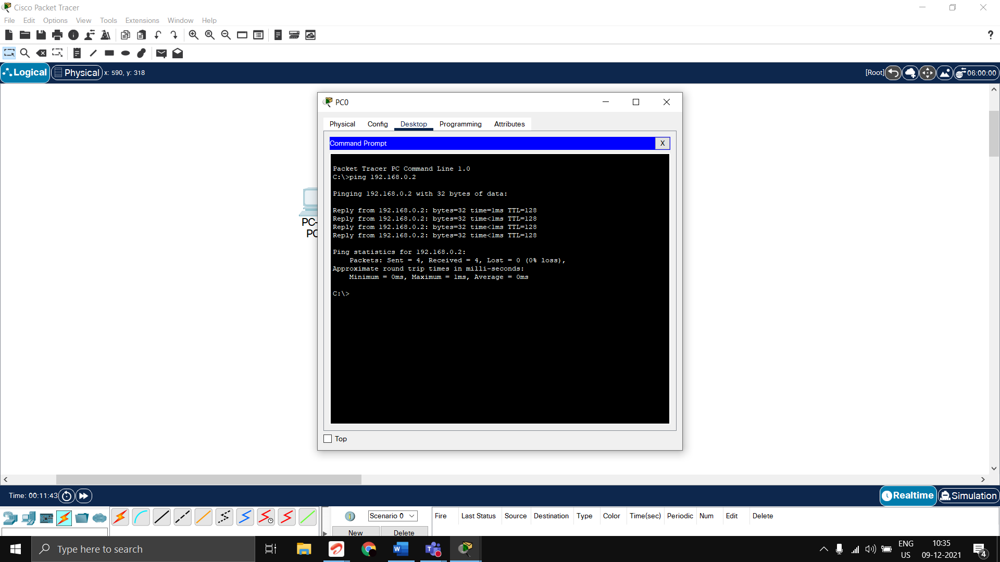 Cisco Packet Tracer
File Edit Options View Tools Extensions Window Help
Logical Physical x: 590, y: 318 [Root] 06:00:00
PC0
Physical Config Desktop Programming Attributes
Command Prompt X
Packet Tracer PC Command Line 1.0
C:\>ping 192.168.0.2
Pinging 192.168.0.2 with 32 bytes of data:
Reply from 192.168.0.2: bytes=32 time=1ms TTL=128
Reply from 192.168.0.2: bytes=32 time<1ms TTL=128
Reply from 192.168.0.2: bytes=32 time<1ms TTL=128
Reply from 192.168.0.2: bytes=32 time<1ms TTL=128
Ping statistics for 192.168.0.2:
Packets: Sent = 4, Received = 4, Lost = 0 (0% loss),
Approximate round trip times in milli-seconds:
Minimum = 0ms, Maximum = 1ms, Average = 0ms
C:\>
PC-
PC
Top
Time: 00:11:43 Realtime Simulation
Scenario 0 Fire Last Status Source Destination Type Color Time(sec) Periodic Num Edit Delete
New Delete
Type here to search
ENG
US
10:35
09-12-2021
4